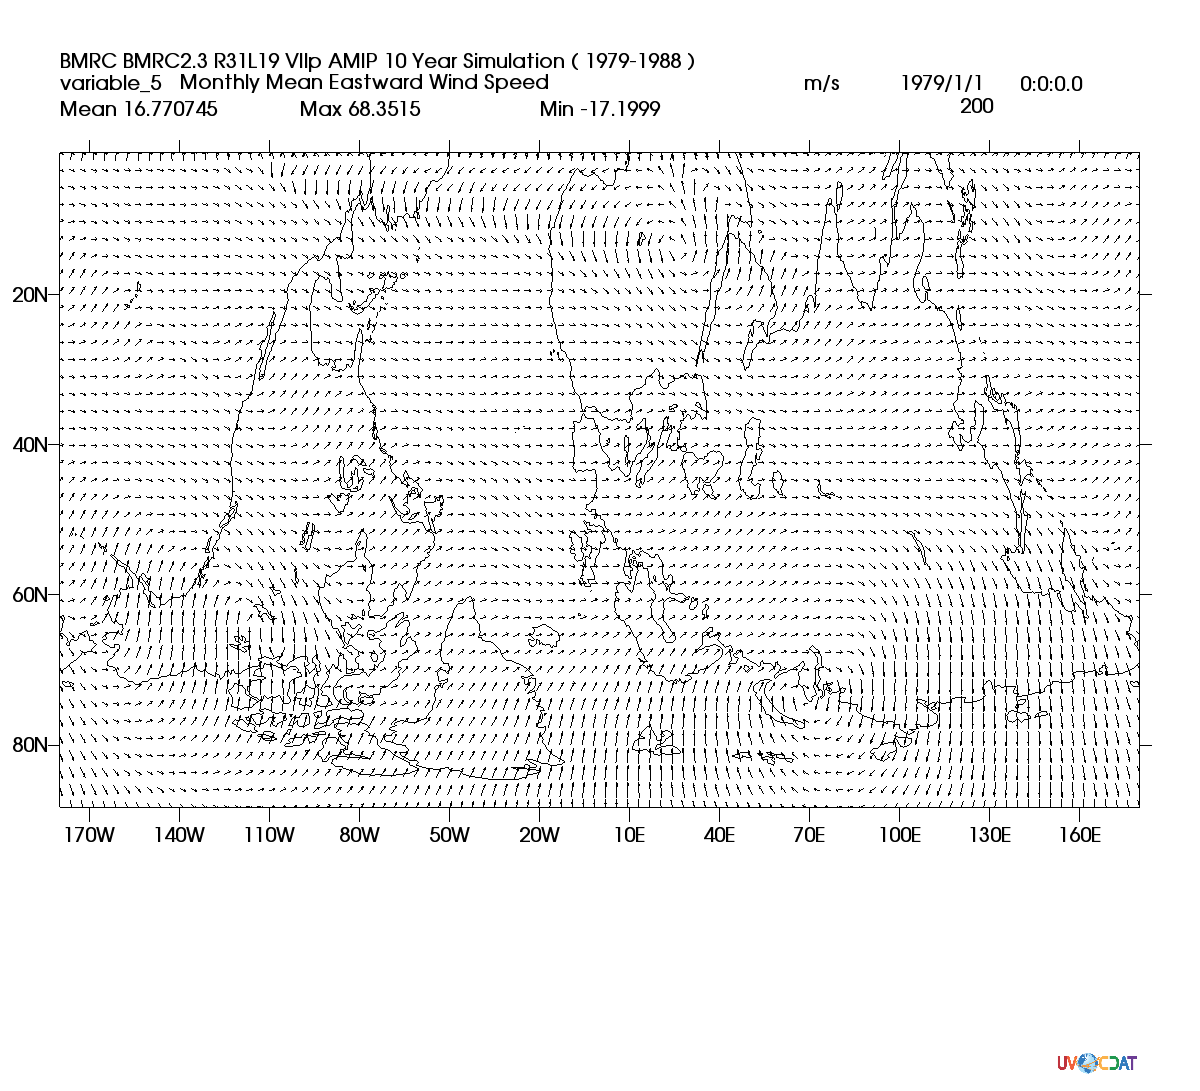 BMRC BMRC2.3 R31L19 VIIp AMIP 10 Year Simulation ( 1979-1988 )
variable_5 Monthly Mean Eastward Wind Speed m/s 1979/1/1 0:0:0.0
Mean 16.770745 Max 68.3515 Min -17.1999 200
20N
40N
60N
80N
170W 140W 110W 80W 50W 20W 10E 40E 70E 100E 130E 160E
UV CDAT